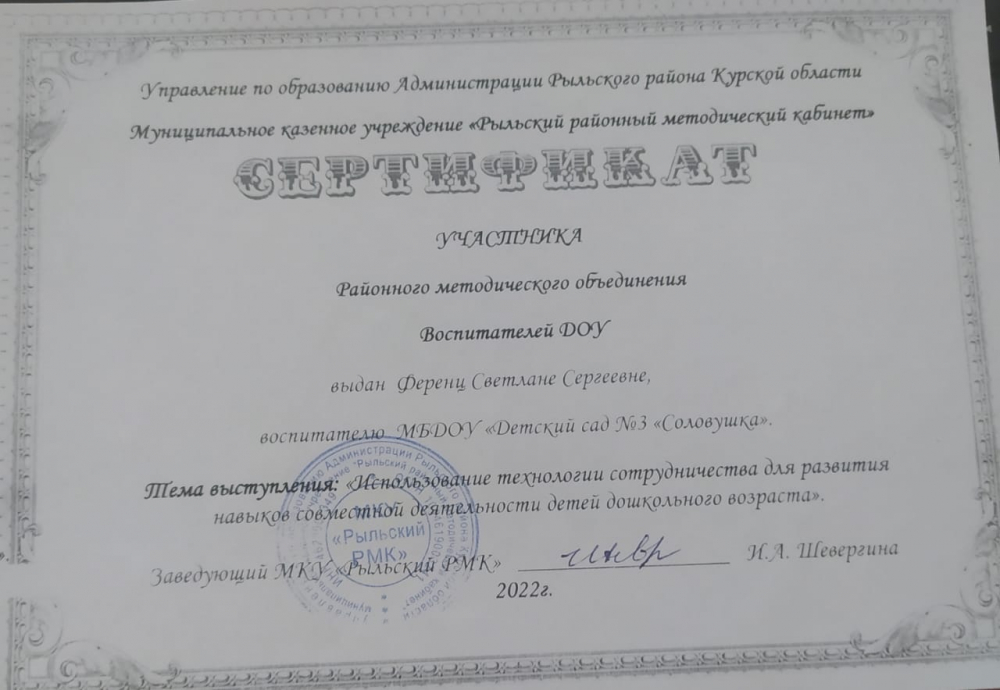 Управление по образованию Администрации Рыльского района Курской области
Муниципальное казенное учреждение «Рыльский районный методический кабинет»
СЕРТИФИКАТ
УЧАСТНИКА
Районного методического объединения
Воспитателей ДОУ
выдан Ференц Светлане Сергеевне,
воспитателю МБДОУ «Детский сад №3 «Соловушка».
Тема выступления: «Использование технологии сотрудничества для развития
навыков совместной деятельности детей дошкольного возраста».
МКУ
«Рыльский
РМК»
Заведующий МКУ «Рыльский РМК» И.А. Шевергина
2022г.